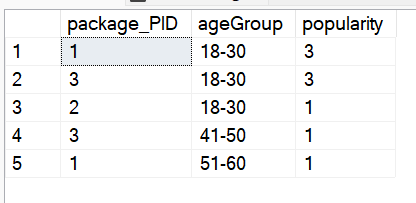 package_PID ageGroup popularity
1 1 18-30 3
2 3 18-30 3
3 2 18-30 1
4 3 41-50 1
5 1 51-60 1